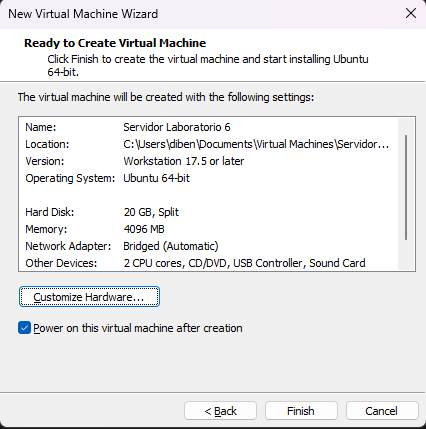 New Virtual Machine Wizard
Ready to Create Virtual Machine
Click Finish to create the virtual machine and start installing Ubuntu
64-bit.
The virtual machine will be created with the following settings:
Name: Servidor Laboratorio 6
Location: C:\Users\diben\Documents\Virtual Machines\Servidor...
Version: Workstation 17.5 or later
Operating System: Ubuntu 64-bit
Hard Disk: 20 GB, Split
Memory: 4096 MB
Network Adapter: Bridged (Automatic)
Other Devices: 2 CPU cores, CD/DVD, USB Controller, Sound Card
Customize Hardware...
Power on this virtual machine after creation
< Back Finish Cancel